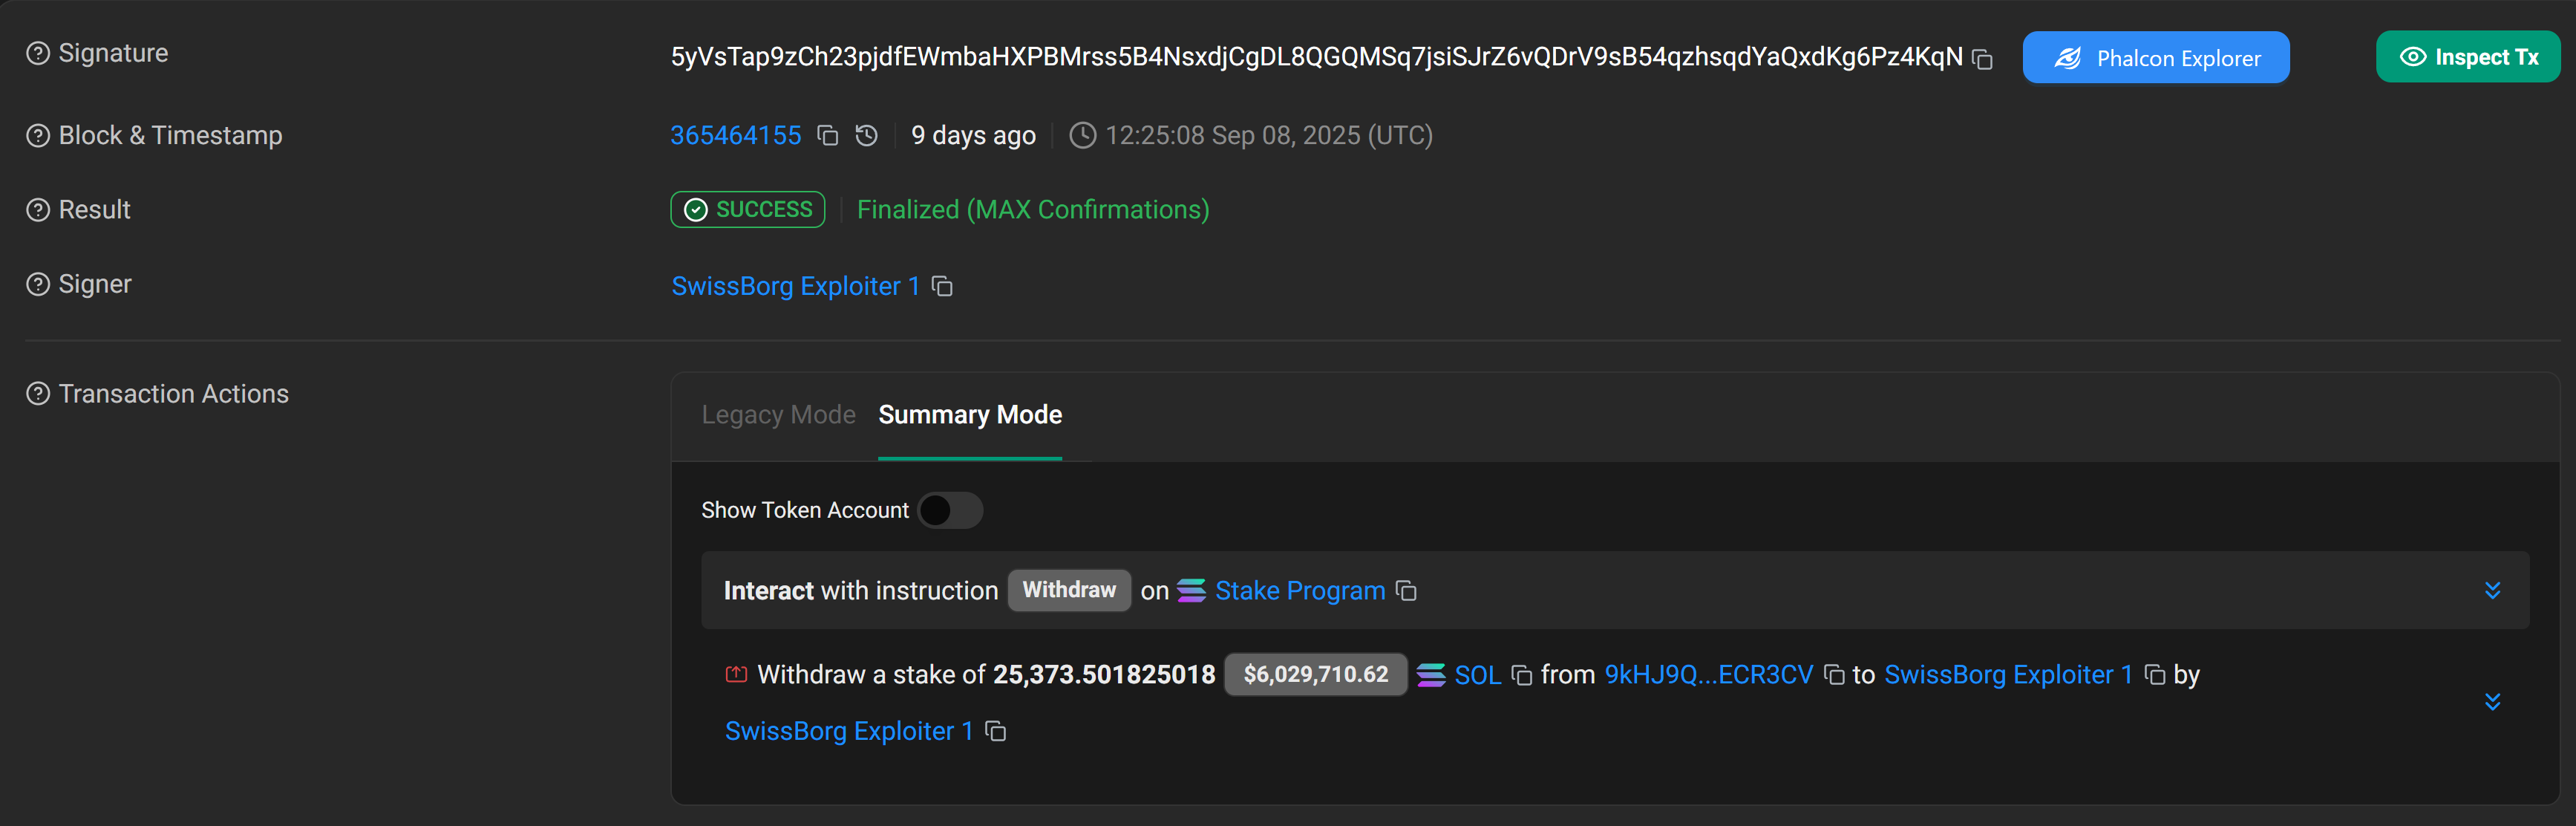 Signature
5yVsTap9zCh23pjdfEWmbaHXPBMrss5B4NsxdjCgDL8QGQMSq7jsiSJrZ6vQDrV9sB54qzhsqdYaQxdKg6Pz4KqN Phalcon Explorer Inspect Tx
Block & Timestamp
365464155 9 days ago 12:25:08 Sep 08, 2025 (UTC)
Result
SUCCESS Finalized (MAX Confirmations)
Signer
SwissBorg Exploiter 1
Transaction Actions
Legacy Mode Summary Mode
Show Token Account
Interact with instruction Withdraw on Stake Program
Withdraw a stake of 25,373.501825018 $6,029,710.62 SOL from 9kHJ9Q...ECR3CV to SwissBorg Exploiter 1 by
SwissBorg Exploiter 1